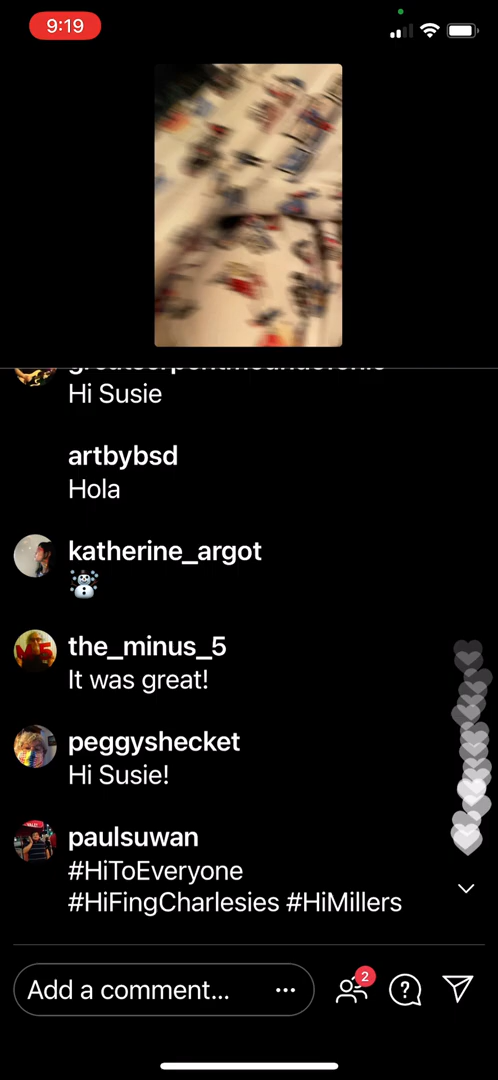 9:19
Hi Susie
artbybsd
Hola
katherine_argot
the_minus_5
It was great!
peggyshecket
Hi Susie!
paulsuwan
#HiToEveryone
#HiFingCharlesies #HiMillers
Add a comment...
2